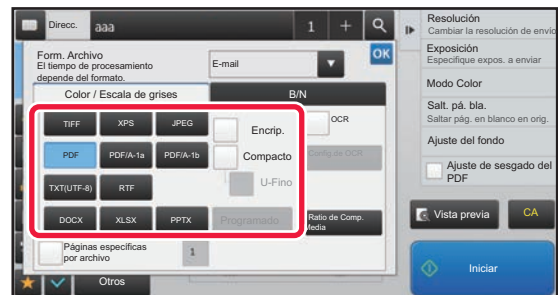 Direcc.
aaa
1
+
Form. Archivo
El tiempo de procesamiento
depende del formato.
E-mail
OK
Color / Escala de grises
B/N
TIFF
XPS
JPEG
Encrip.
OCR
PDF
PDF/A-1a
PDF/A-1b
Compacto
Config de OCR
TXT(UTF-8)
RTF
U-Fino
DOCX
XLSX
PPTX
Programado
Ratio de Comp.
Media
Páginas específicas
por archivo
1
Otros
Resolución
Cambiar la resolución de envío
Exposición
Especifique expos. a enviar
Modo Color
Salt. pá. bla.
Saltar pág. en blanco en orig.
Ajuste del fondo
Ajuste de sesgado del
PDF
Vista previa
CA
Iniciar